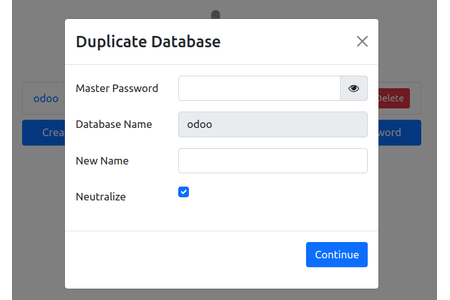 Duplicate Database
Master Password
Database Name
odoo
New Name
Neutralize
Continue
odoo
Delete
Crea
word